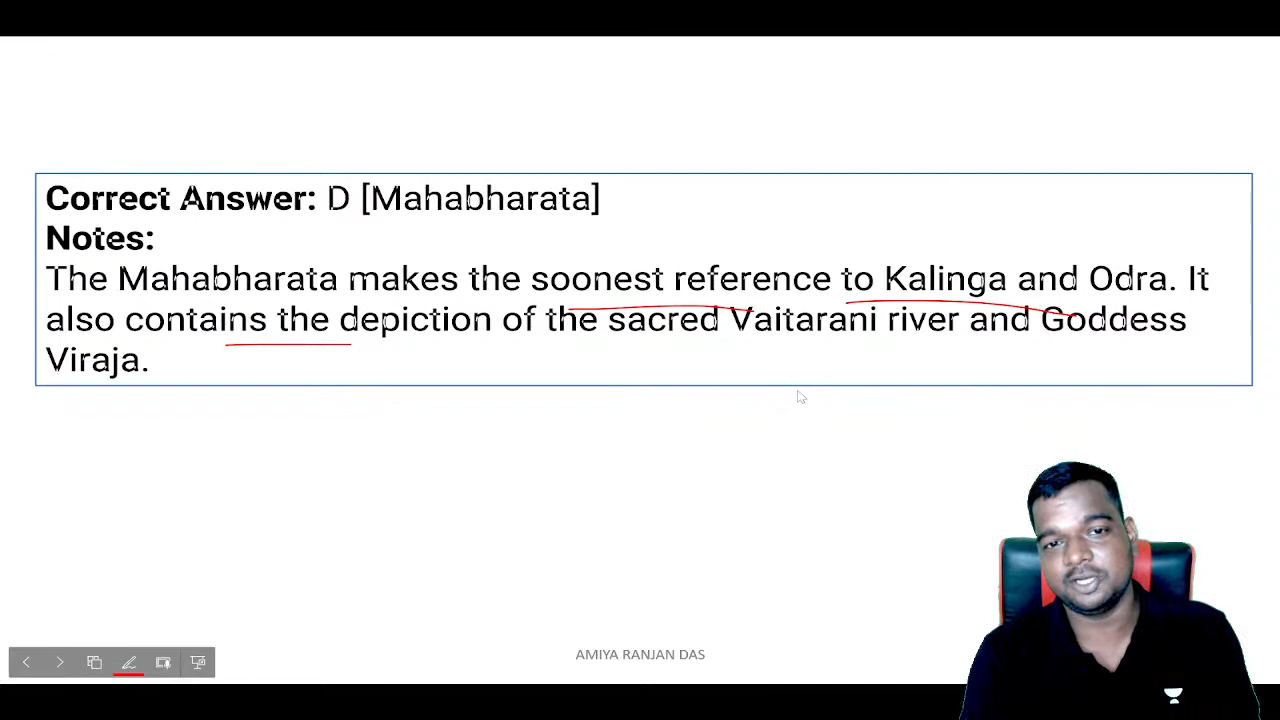 Correct Answer: D [Mahabharata]
Notes:
The Mahabharata makes the soonest reference to Kalinga and Odra. It
also contains the depiction of the sacred Vaitarani river and Goddess
Viraja.
AMIYA RANJAN DAS